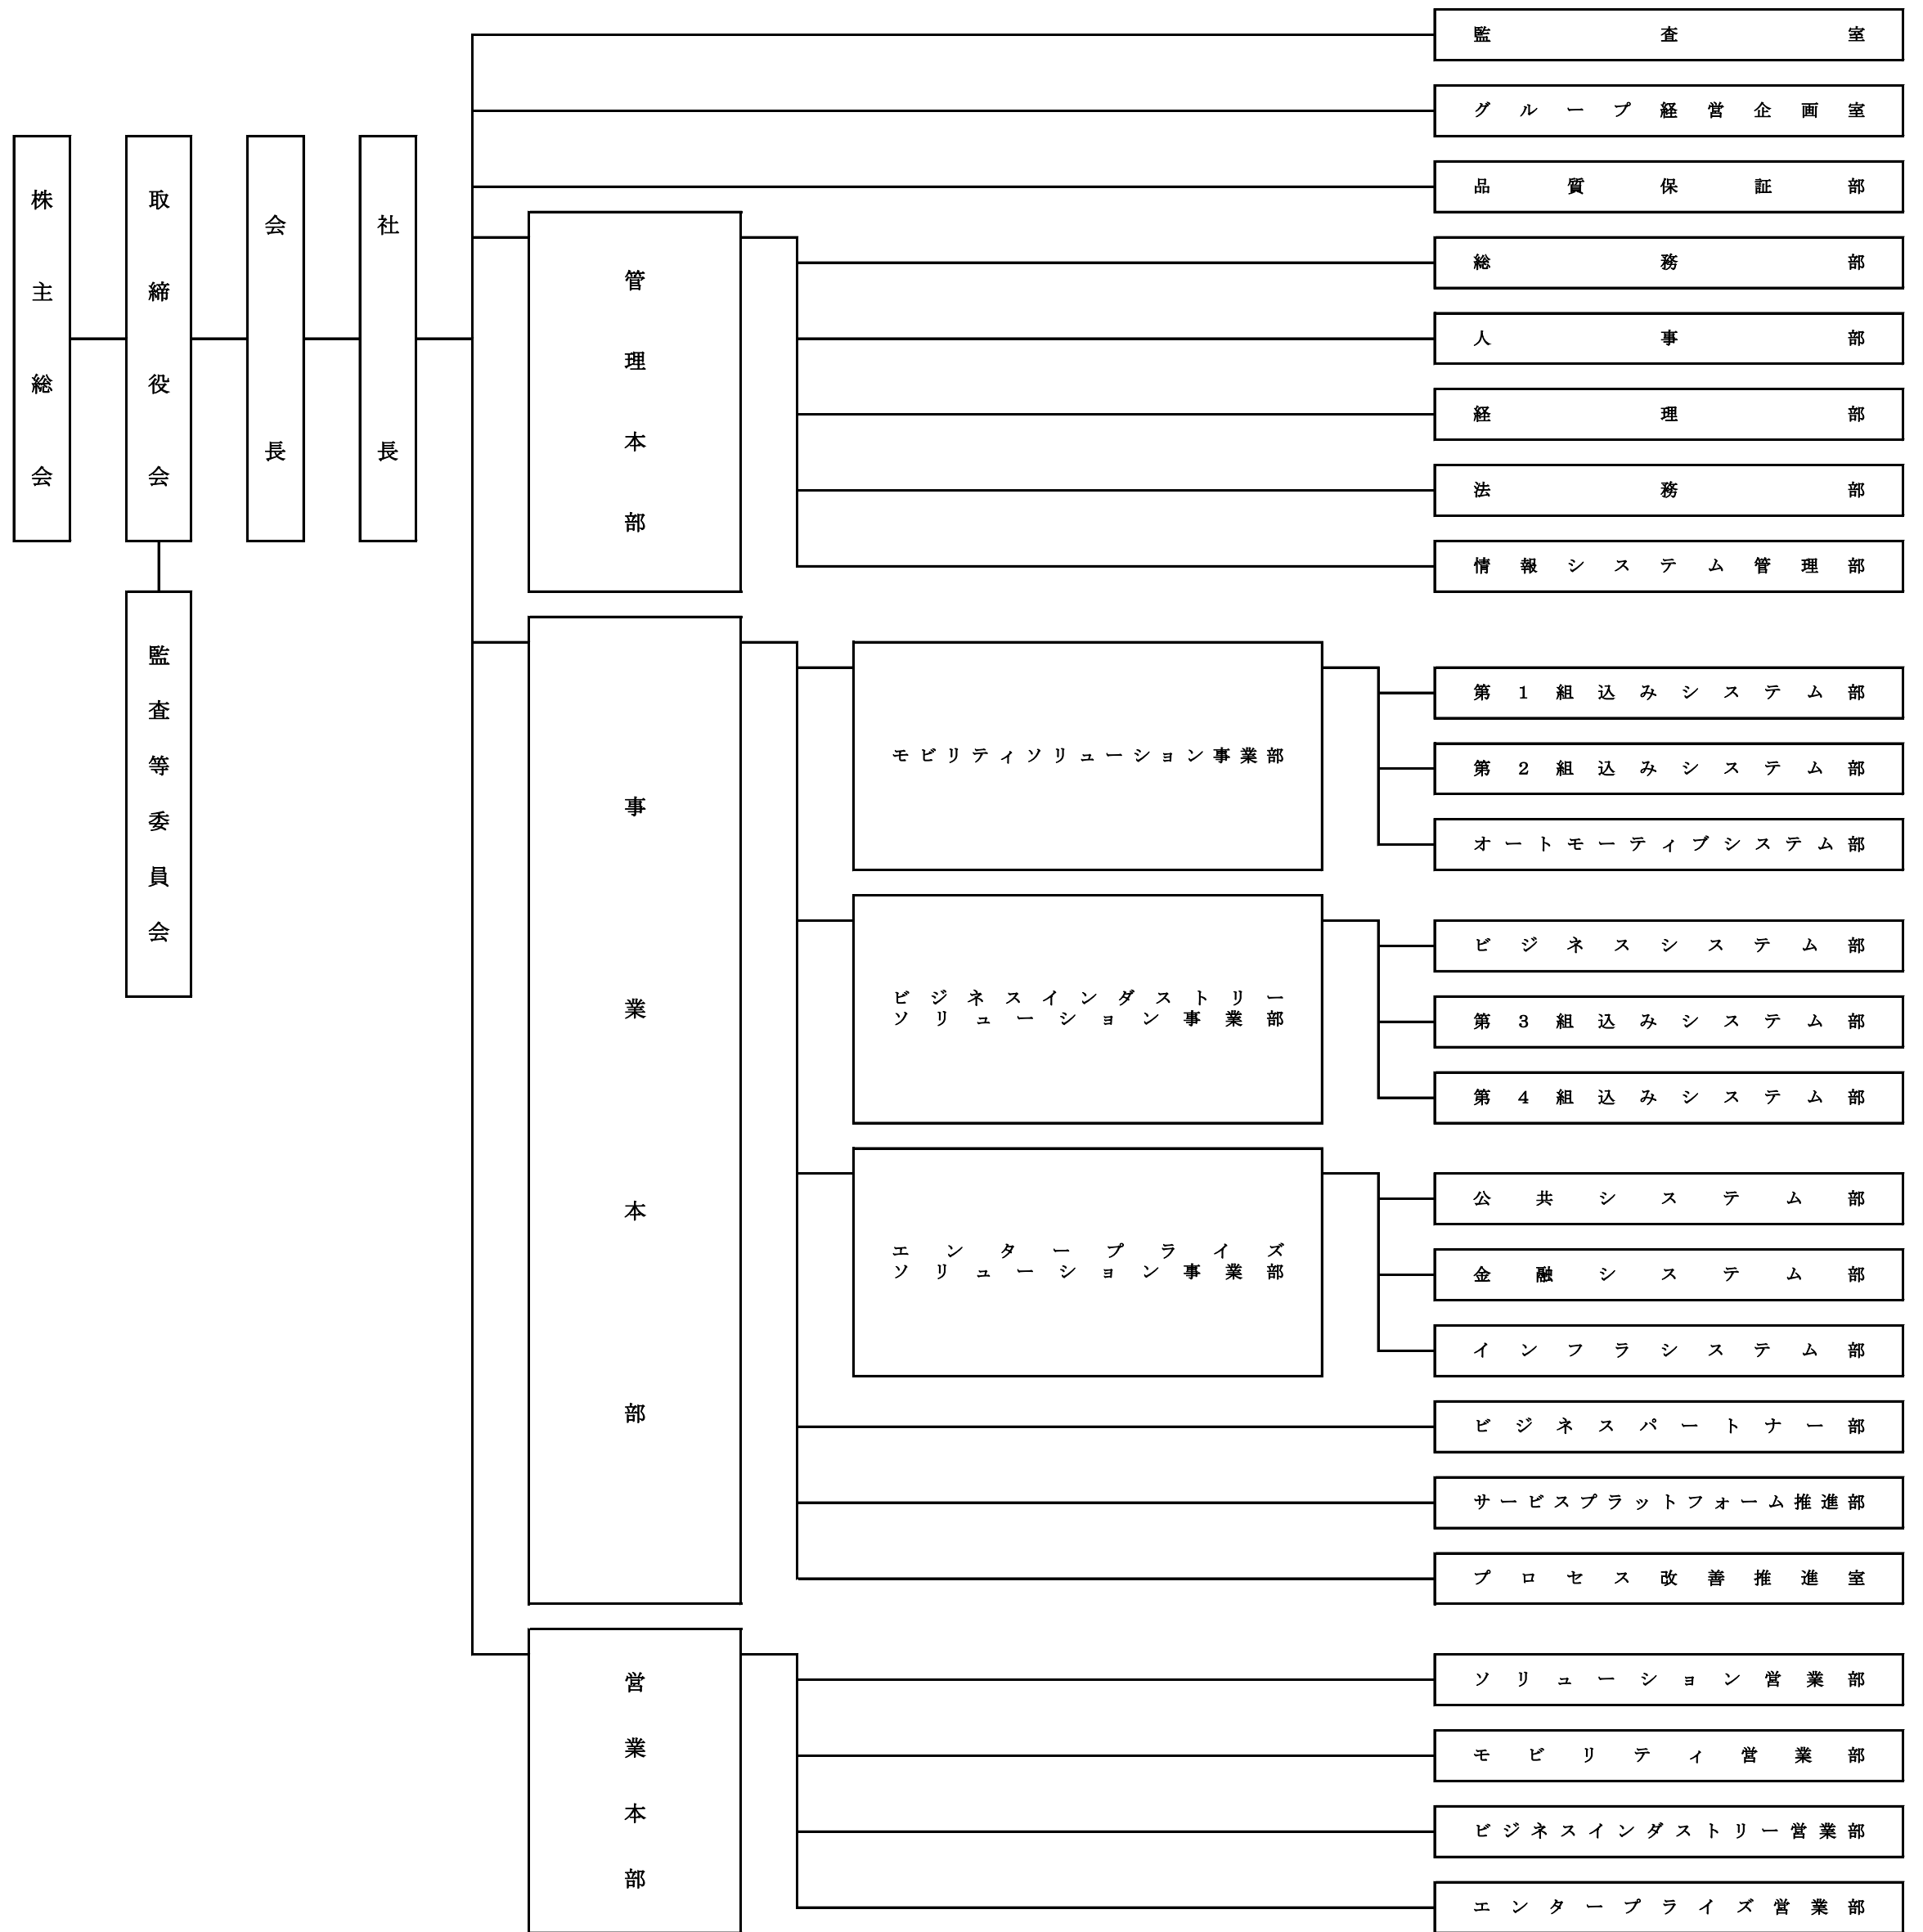 株主総会
取締役会
会長
社長
監査等委員会
監査室
グループ経営企画室
品質保証部
管理本部
総務部
人事部
経理部
法務部
情報システム管理部
事業本部
モビリティソリューション事業部
第1組込みシステム部
第2組込みシステム部
オートモーティブシステム部
ビジネスインダストリー
ソリューション事業部
ビジネスシステム部
第3組込みシステム部
第4組込みシステム部
エンタープライズ
ソリューション事業部
公共システム部
金融システム部
インフラシステム部
ビジネスパートナー部
サービスプラットフォーム推進部
プロセス改善推進室
営業本部
ソリューション営業部
モビリティ営業部
ビジネスインダストリー営業部
エンタープライズ営業部